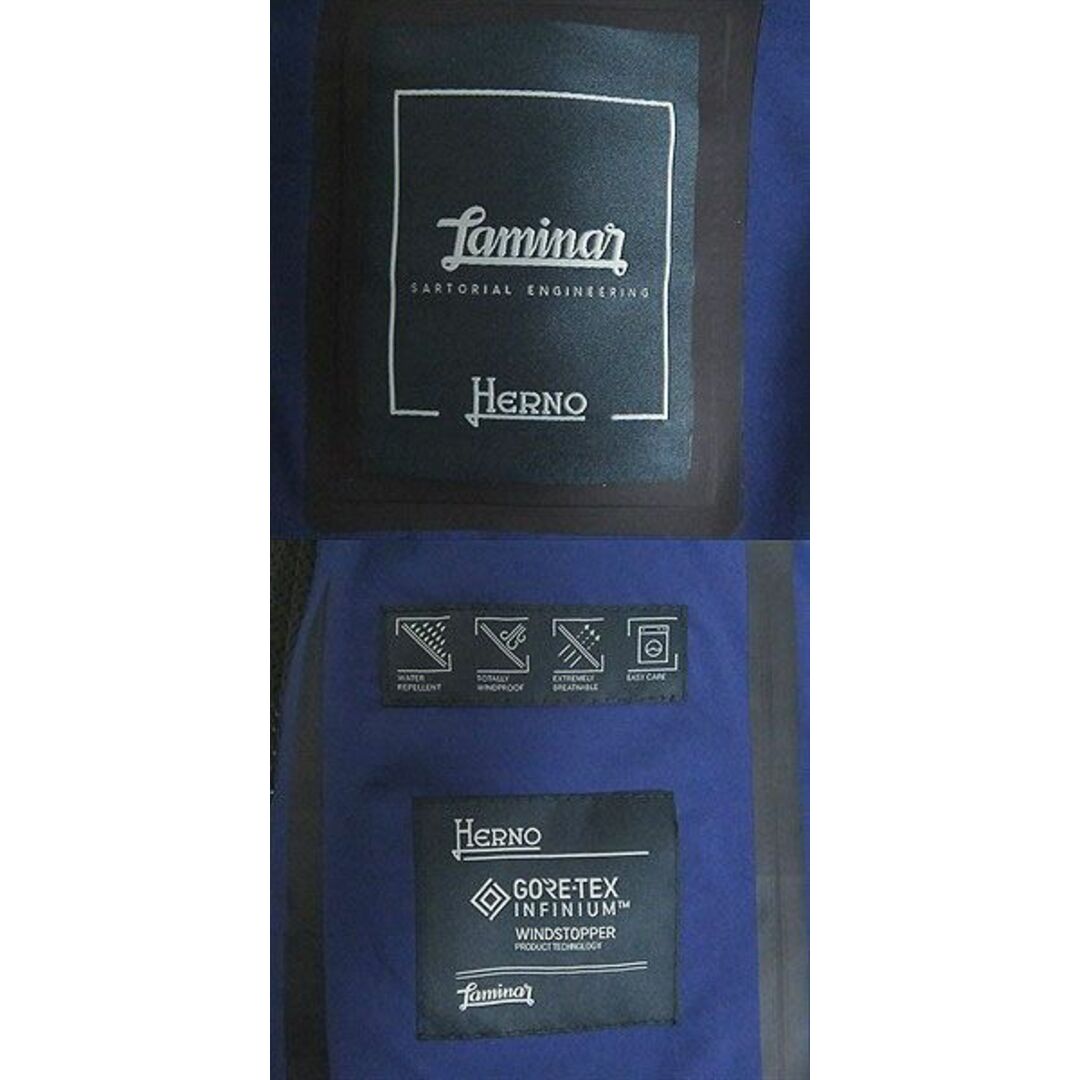 Laminar
SARTORIAL ENGINEERING
HERNO
WATER REPELLENT
TOTALLY WINDPROOF
EXTREMELY BREATHABLE
EASY CARE
HERNO
GORE-TEX
INFINIUM™
WINDSTOPPER
PRODUCT TECHNOLOGY
Laminar